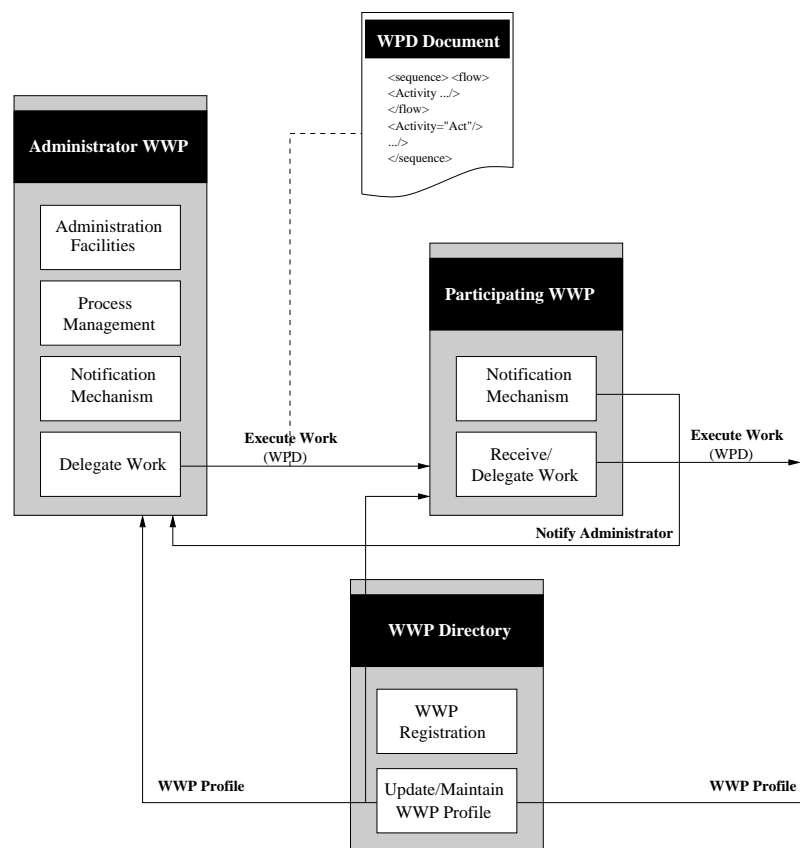 WPD Document
<sequence> <flow>
<Activity .../>
</flow>
<Activity="Act"/>
.../>
</sequence>
Administrator WWP
Administration
Facilities
Process
Management
Notification
Mechanism
Delegate Work
Execute Work
(WPD)
Participating WWP
Notification
Mechanism
Receive/
Delegate Work
Execute Work
(WPD)
Notify Administrator
WWP Directory
WWP
Registration
Update/Maintain
WWP Profile
WWP Profile
WWP Profile